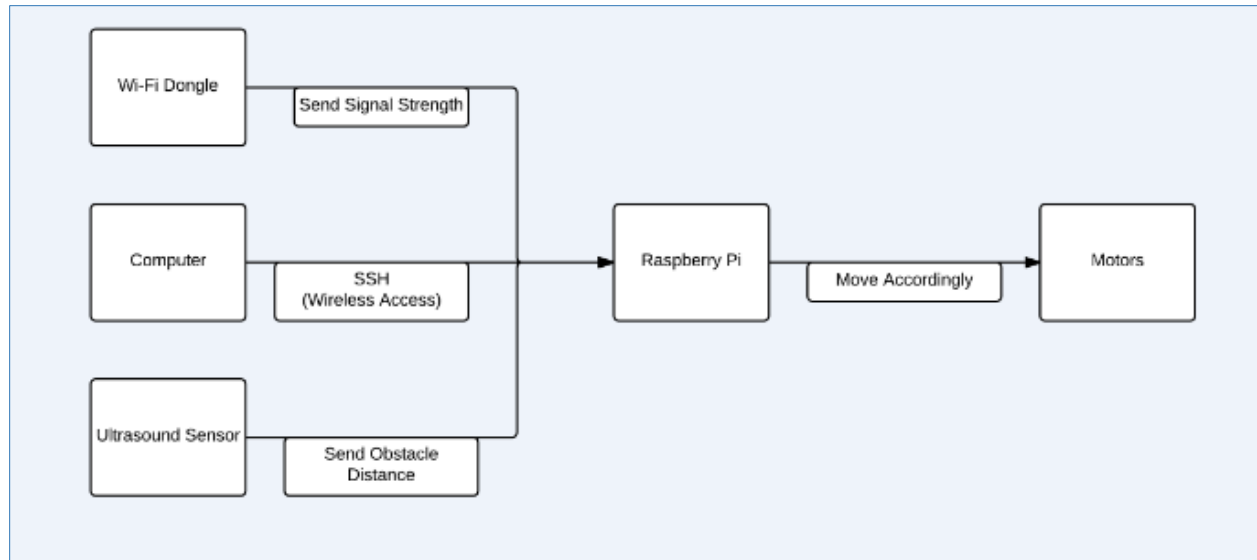 Wi-Fi Dongle
Send Signal Strength
Computer
SSH
(Wireless Access)
Raspberry Pi
Move Accordingly
Motors
Ultrasound Sensor
Send Obstacle
Distance